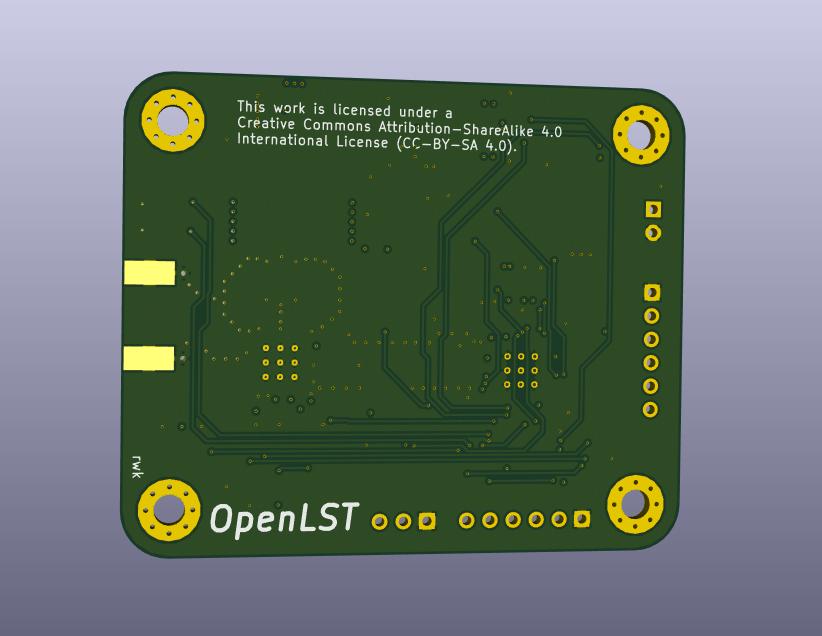 This work is licensed under a
Creative Commons Attribution-ShareAlike 4.0
International License (CC-BY-SA 4.0).
rwk
OpenLST